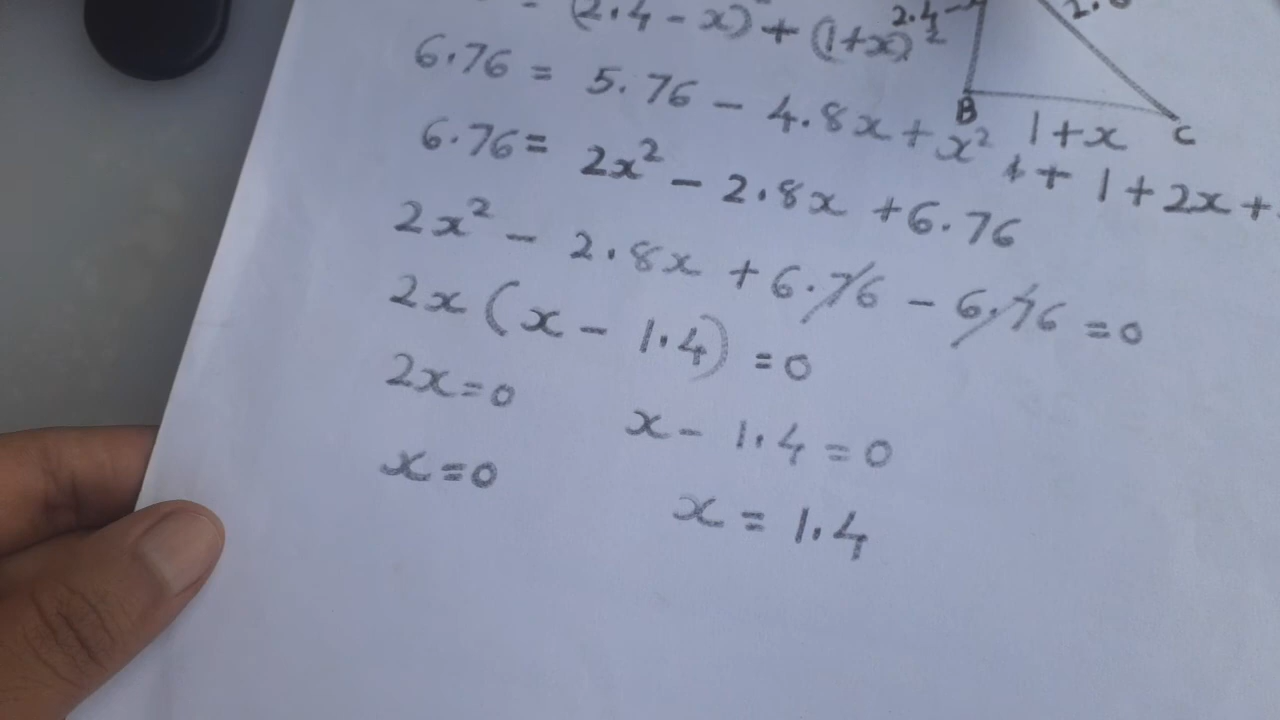 (2.4 - x)² + (1+x)²
6.76 = 5.76 - 4.8x + x² + 1 + 2x +
6.76 = 2x² - 2.8x + 6.76
2x² - 2.8x + 6.76 - 6.76 = 0
2x (x - 1.4) = 0
2x = 0 x - 1.4 = 0
x = 0 x = 1.4
2.4 -
B 1+x C